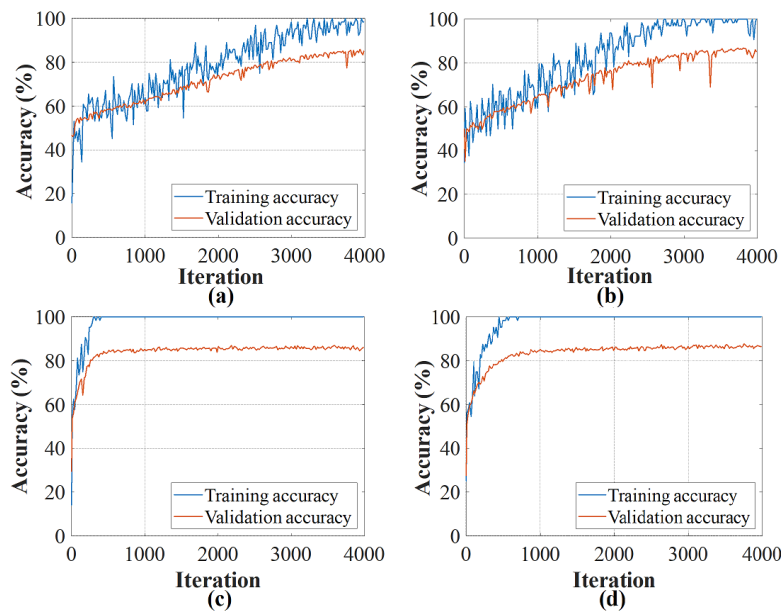 100
80
60
40
20
0
Accuracy (%)
Training accuracy
Validation accuracy
0 1000 2000 3000 4000
Iteration
(a)
100
80
60
40
20
0
Accuracy (%)
Training accuracy
Validation accuracy
0 1000 2000 3000 4000
Iteration
(b)
100
80
60
40
20
0
Accuracy (%)
Training accuracy
Validation accuracy
0 1000 2000 3000 4000
Iteration
(c)
100
80
60
40
20
0
Accuracy (%)
Training accuracy
Validation accuracy
0 1000 2000 3000 4000
Iteration
(d)